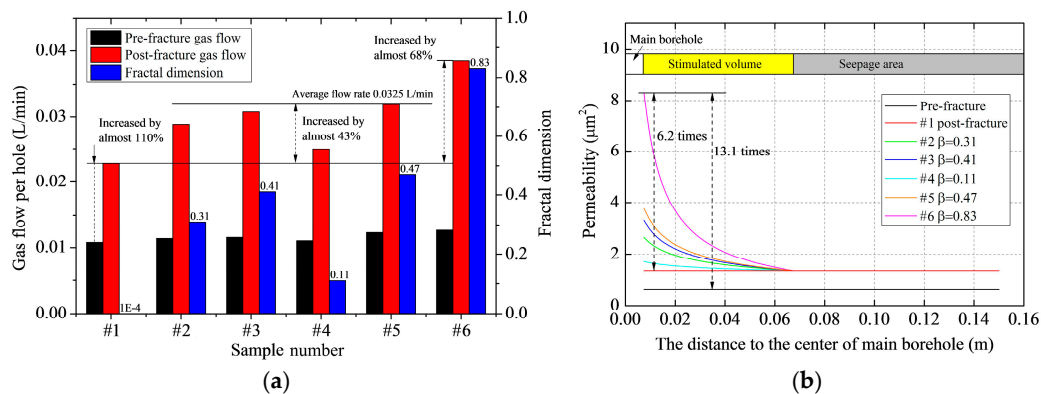 Pre-fracture gas flow
Post-fracture gas flow
Fractal dimension
Increased by
almost 110%
Average flow rate 0.0325 L/min
Increased by
almost 43%
Increased by
almost 68%
1E-4
0.31
0.41
0.11
0.47
0.83
0.04
0.03
0.02
0.01
0.00
Gas flow per hole (L/min)
1.0
0.8
0.6
0.4
0.2
0.0
Fractal dimension
#1 #2 #3 #4 #5 #6
Sample number
(a)
Main borehole
Stimulated volume
Seepage area
6.2 times
13.1 times
Pre-fracture
#1 post-fracture
#2 β=0.31
#3 β=0.41
#4 β=0.11
#5 β=0.47
#6 β=0.83
10
8
6
4
2
0
Permeability (μm²)
0.00 0.02 0.04 0.06 0.08 0.10 0.12 0.14 0.16
The distance to the center of main borehole (m)
(b)